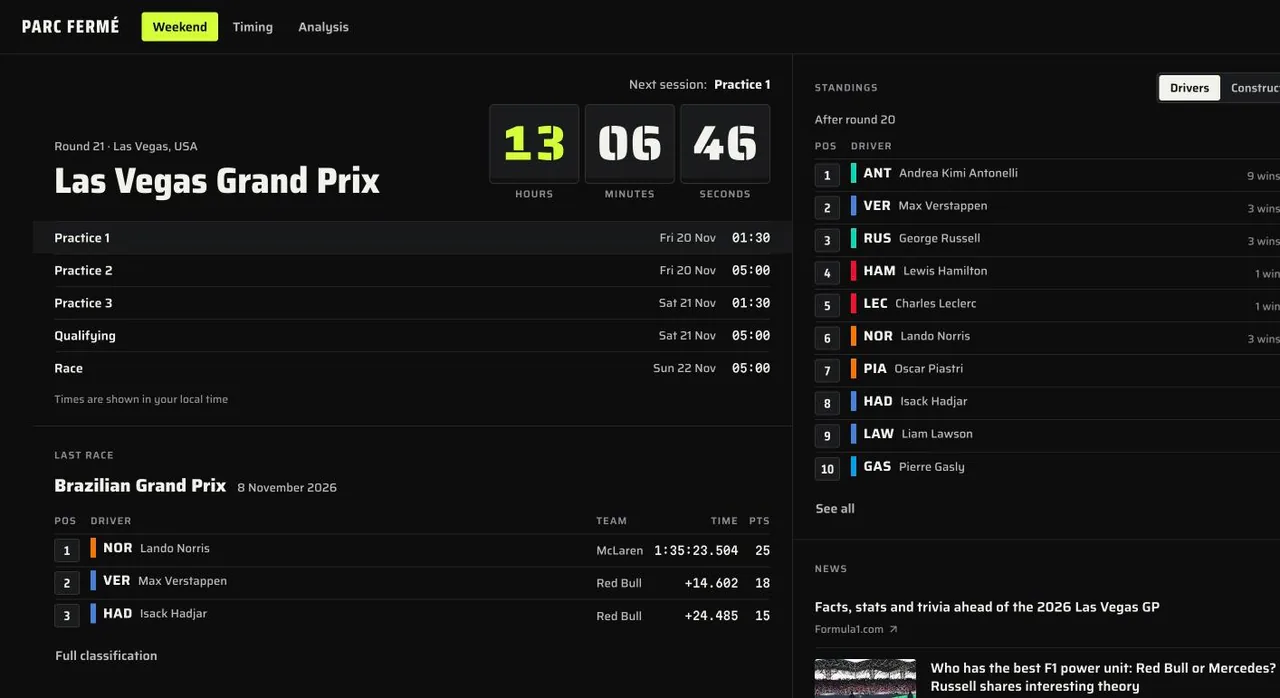 PARC FERMÉ Weekend Timing Analysis
Next session: Practice 1
13 06 46
HOURS MINUTES SECONDS
Round 21 · Las Vegas, USA
Las Vegas Grand Prix
Practice 1 Fri 20 Nov 01:30
Practice 2 Fri 20 Nov 05:00
Practice 3 Sat 21 Nov 01:30
Qualifying Sat 21 Nov 05:00
Race Sun 22 Nov 05:00
Times are shown in your local time
LAST RACE
Brazilian Grand Prix 8 November 2026
POS DRIVER TEAM TIME PTS
1 NOR Lando Norris McLaren 1:35:23.504 25
2 VER Max Verstappen Red Bull +14.602 18
3 HAD Isack Hadjar Red Bull +24.485 15
Full classification
STANDINGS Drivers Construc
After round 20
POS DRIVER
1 ANT Andrea Kimi Antonelli 9 wins
2 VER Max Verstappen 3 wins
3 RUS George Russell 3 wins
4 HAM Lewis Hamilton 1 win
5 LEC Charles Leclerc 1 win
6 NOR Lando Norris 3 wins
7 PIA Oscar Piastri
8 HAD Isack Hadjar
9 LAW Liam Lawson
10 GAS Pierre Gasly
See all
NEWS
Facts, stats and trivia ahead of the 2026 Las Vegas GP
Formula1.com ↗
Who has the best F1 power unit: Red Bull or Mercedes?
Russell shares interesting theory